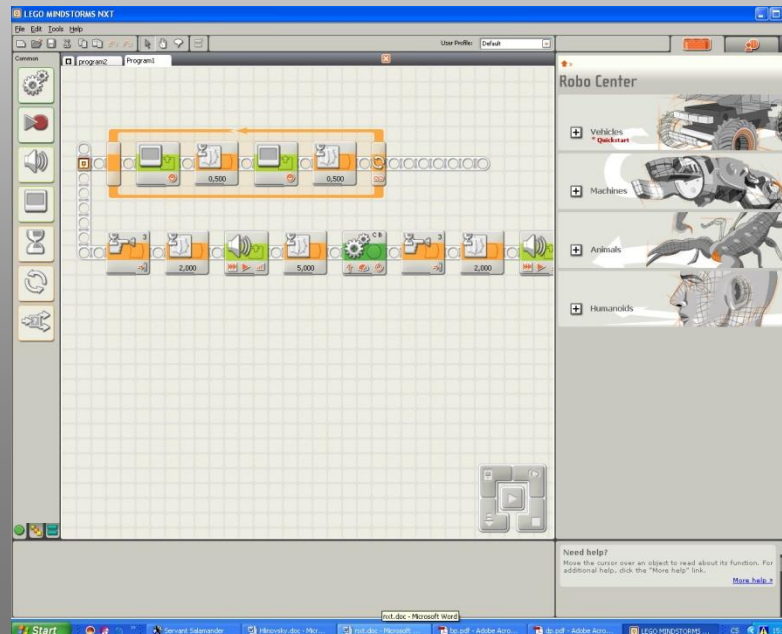 LEGO MINDSTORMS NXT
File Edit Tools Help
User Profile: Default
Common
program2 Program1
0,500 0,500
3 2,000 5,000 C B 3 2,000
Robo Center
Vehicles
* Quickstart
Machines
Animals
Humanoids
Need help?
Move the cursor over an object to read about its function. For
additional help, click the "More help" link.
More help »
nxt.doc - Microsoft Word
Start Servant Salamander Hlinovsky.doc - Micr... nxt.doc - Microsoft ... bp.pdf - Adobe Acro... dp.pdf - Adobe Acro... LEGO MINDSTORMS ... CS